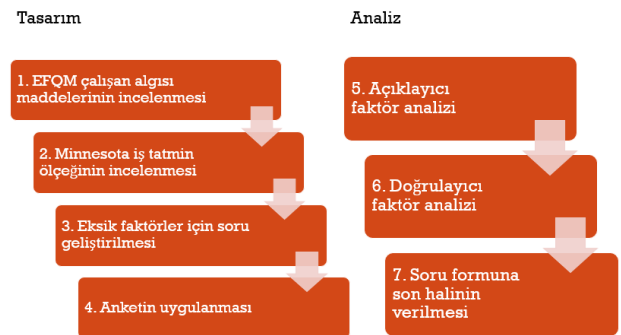 Tasarım
1. EFQM çalışan algısı
maddelerinin incelenmesi
2. Minnesota iş tatmin
ölçeğinin incelenmesi
3. Eksik faktörler için soru
geliştirilmesi
4. Anketin uygulanması
Analiz
5. Açıklayıcı
faktör analizi
6. Doğrulayıcı
faktör analizi
7. Soru formuna
son halinin
verilmesi